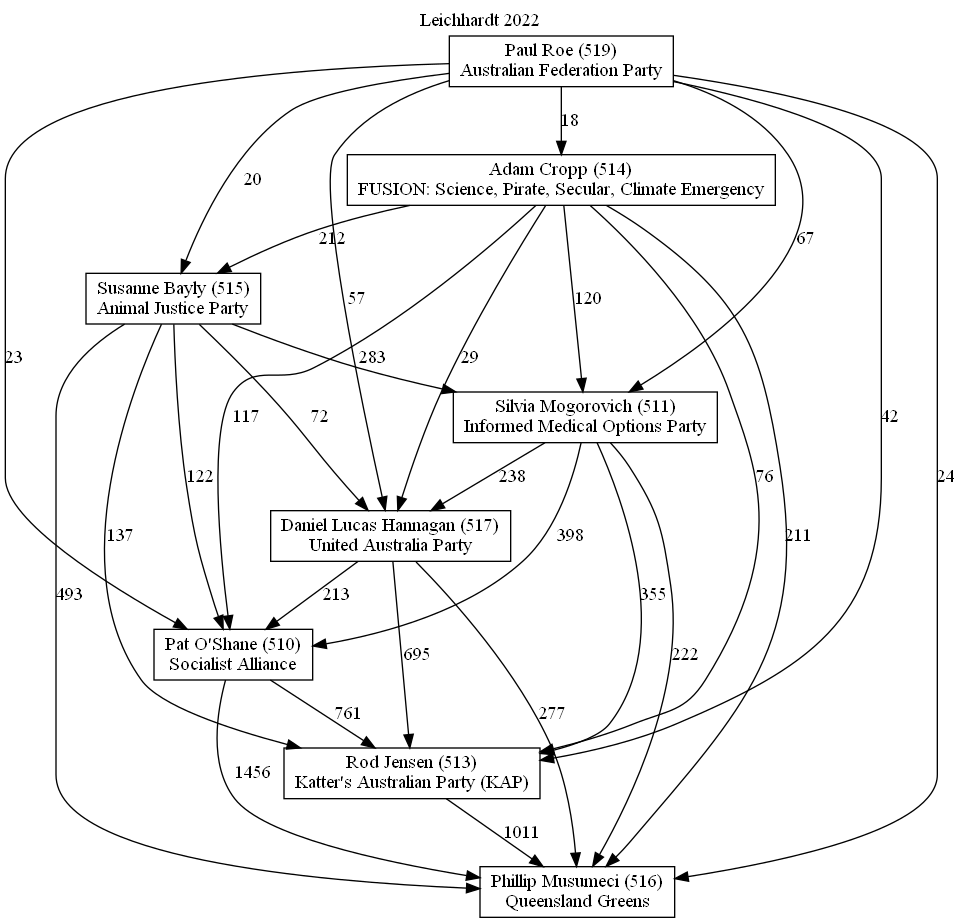 Leichhardt 2022
Paul Roe (519)
Australian Federation Party
18
Adam Cropp (514)
FUSION: Science, Pirate, Secular, Climate Emergency
20
212
67
Susanne Bayly (515)
Animal Justice Party
57
120
23
283
29
Silvia Mogorovich (511)
Informed Medical Options Party
117
72
42
122
238
76
24
Daniel Lucas Hannagan (517)
United Australia Party
137
398
211
493
213
355
Pat O'Shane (510)
Socialist Alliance
695
222
761
277
Rod Jensen (513)
Katter's Australian Party (KAP)
1456
1011
Phillip Musumeci (516)
Queensland Greens